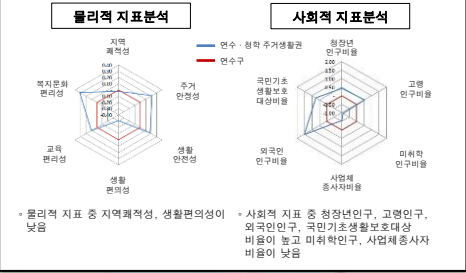 물리적 지표분석
사회적 지표분석
연수·청학 주거생활권
연수구
지역
쾌적성
주거
안정성
생활
안전성
생활
편의성
교육
편리성
복지문화
편리성
청장년
인구비율
고령
인구비율
미취학
인구비율
사업체
종사자비율
외국인
인구비율
국민기초
생활보호
대상비율
2.00
◦ 물리적 지표 중 지역쾌적성, 생활편의성이
낮음
◦ 사회적 지표 중 청장년인구, 고령인구,
외국인인구, 국민기초생활보호대상
비율이 높고 미취학인구, 사업체종사자
비율이 낮음